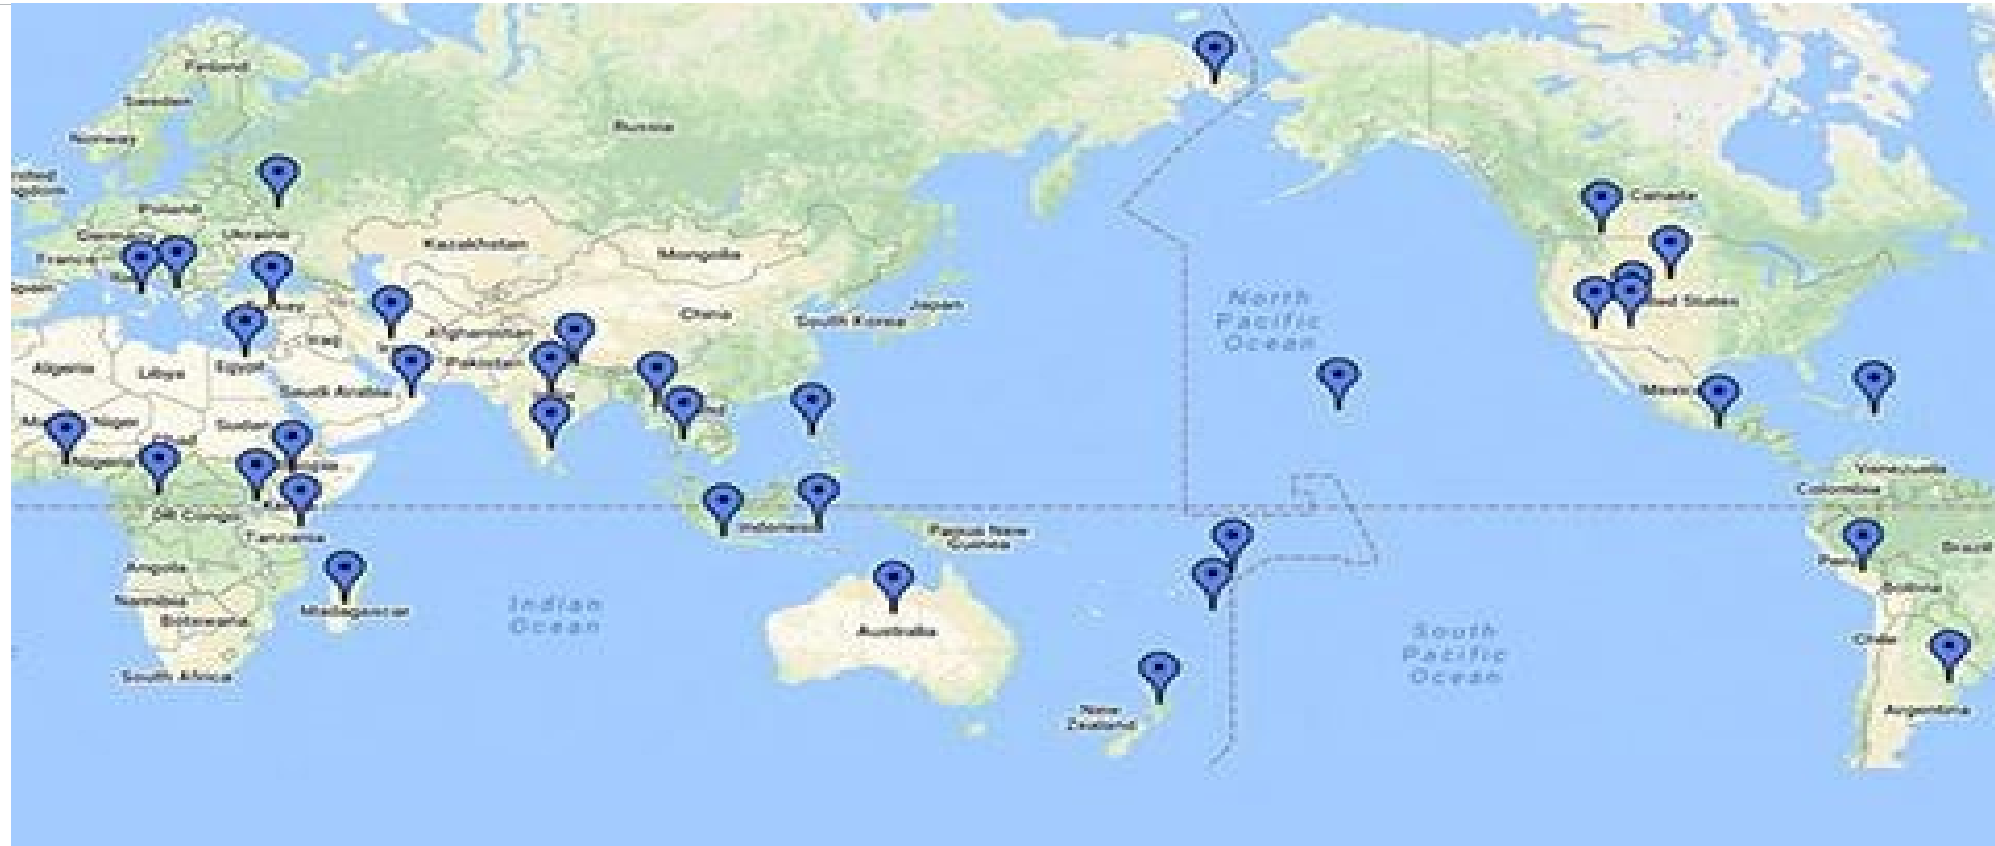 Finland
Sweden
Norway
Russia
Poland
Ukraine
Germany
France
Kazakhstan
Mongolia
Japan
China
South Korea
Afghanistan
Iraq
Pakistan
Algeria
Libya
Egypt
Saudi Arabia
Niger
Sudan
Chad
Nigeria
DR Congo
Tanzania
Angola
Namibia
Botswana
Madagascar
South Africa
Indian
Ocean
Indonesia
Papua New
Guinea
Australia
New
Zealand
North
Pacific
Ocean
South
Pacific
Ocean
Canada
ted States
Mexico
Venezuela
Colombia
Brazil
Peru
Bolivia
Chile
Argentina